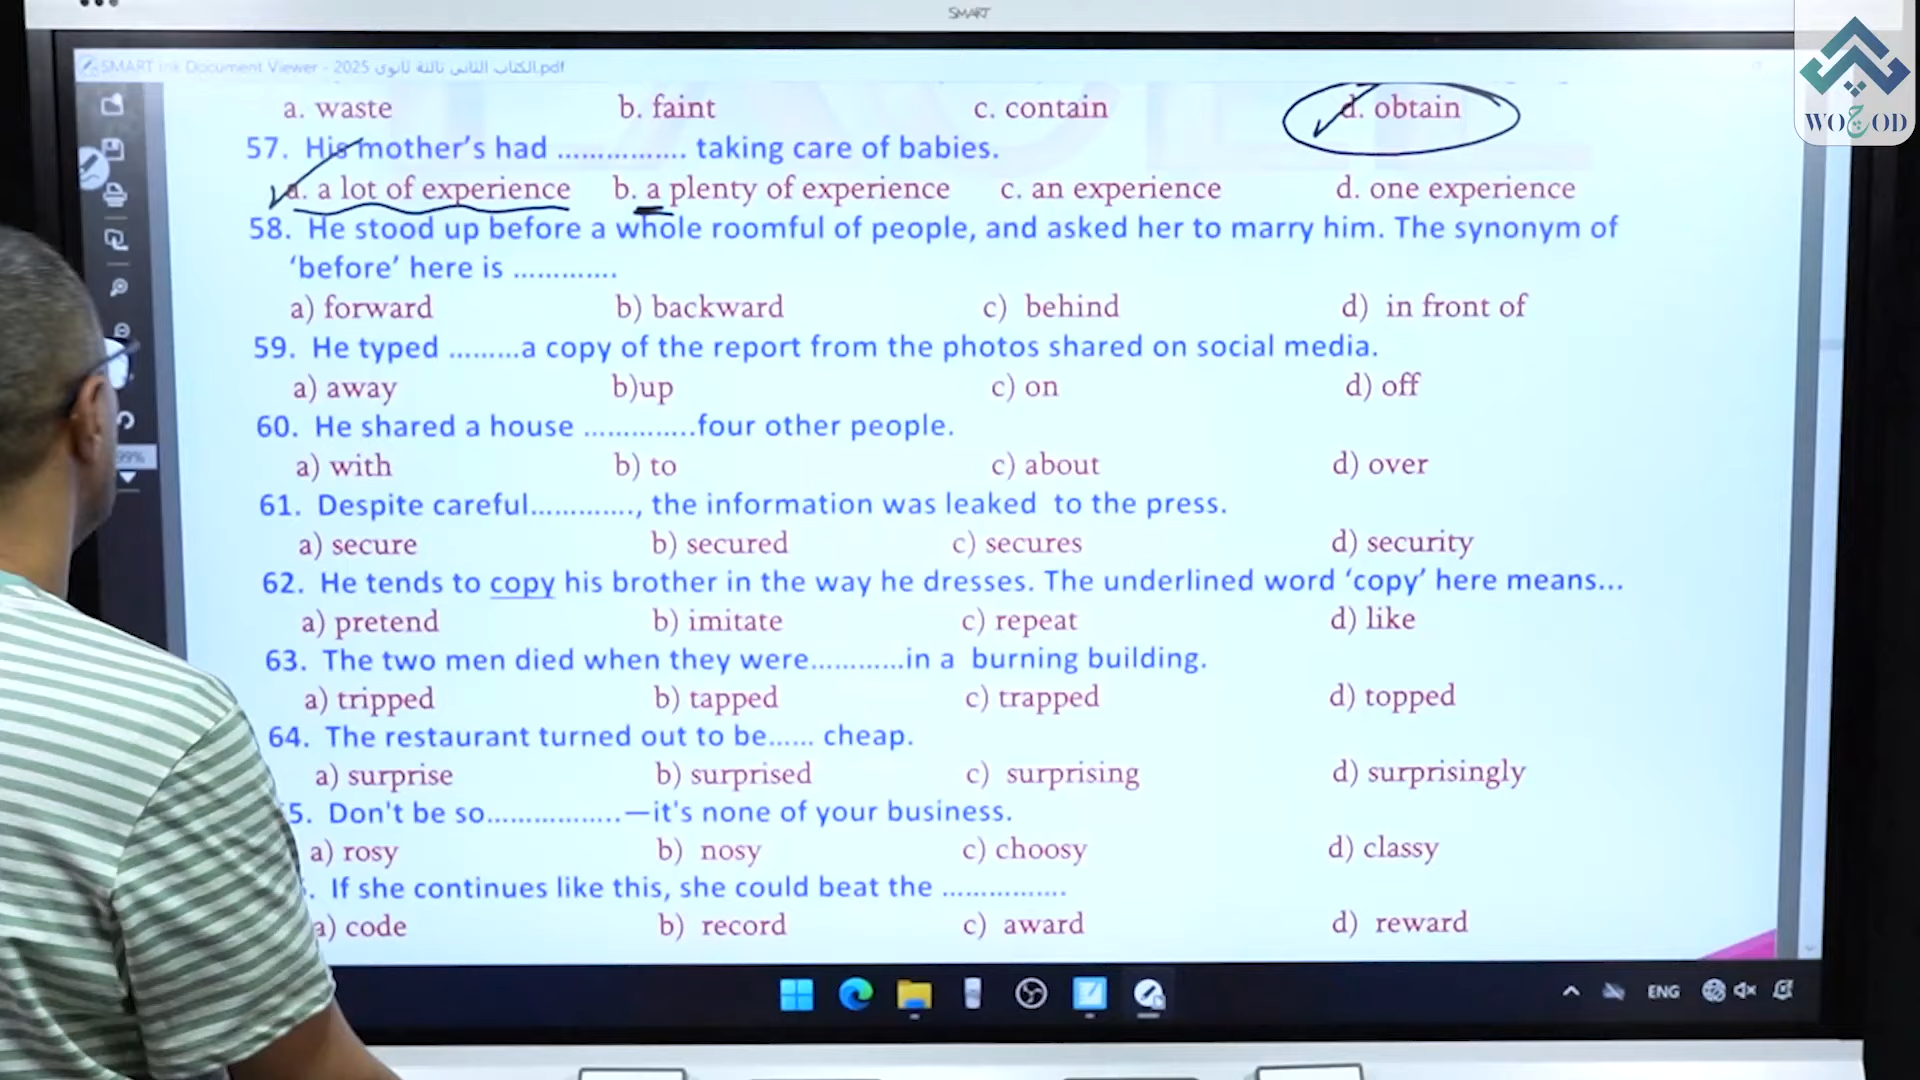 SMART
SMART Ink Document Viewer - الكتاب الثاني تالتة ثانوي 2025.pdf
WOجOD
a. waste b. faint c. contain d. obtain
57. His mother’s had ................ taking care of babies.
a. a lot of experience b. a plenty of experience c. an experience d. one experience
58. He stood up before a whole roomful of people, and asked her to marry him. The synonym of
‘before’ here is .............
a) forward b) backward c) behind d) in front of
59. He typed .........a copy of the report from the photos shared on social media.
a) away b)up c) on d) off
60. He shared a house ..............four other people.
a) with b) to c) about d) over
61. Despite careful............., the information was leaked to the press.
a) secure b) secured c) secures d) security
62. He tends to copy his brother in the way he dresses. The underlined word ‘copy’ here means...
a) pretend b) imitate c) repeat d) like
63. The two men died when they were............in a burning building.
a) tripped b) tapped c) trapped d) topped
64. The restaurant turned out to be...... cheap.
a) surprise b) surprised c) surprising d) surprisingly
5. Don't be so..................—it's none of your business.
a) rosy b) nosy c) choosy d) classy
. If she continues like this, she could beat the ................
a) code b) record c) award d) reward
99%
ENG